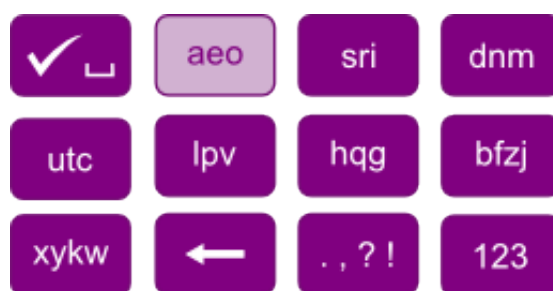 ✓ ␣ aeo sri dnm
utc lpv hqg bfzj
xykw ← . , ? ! 123